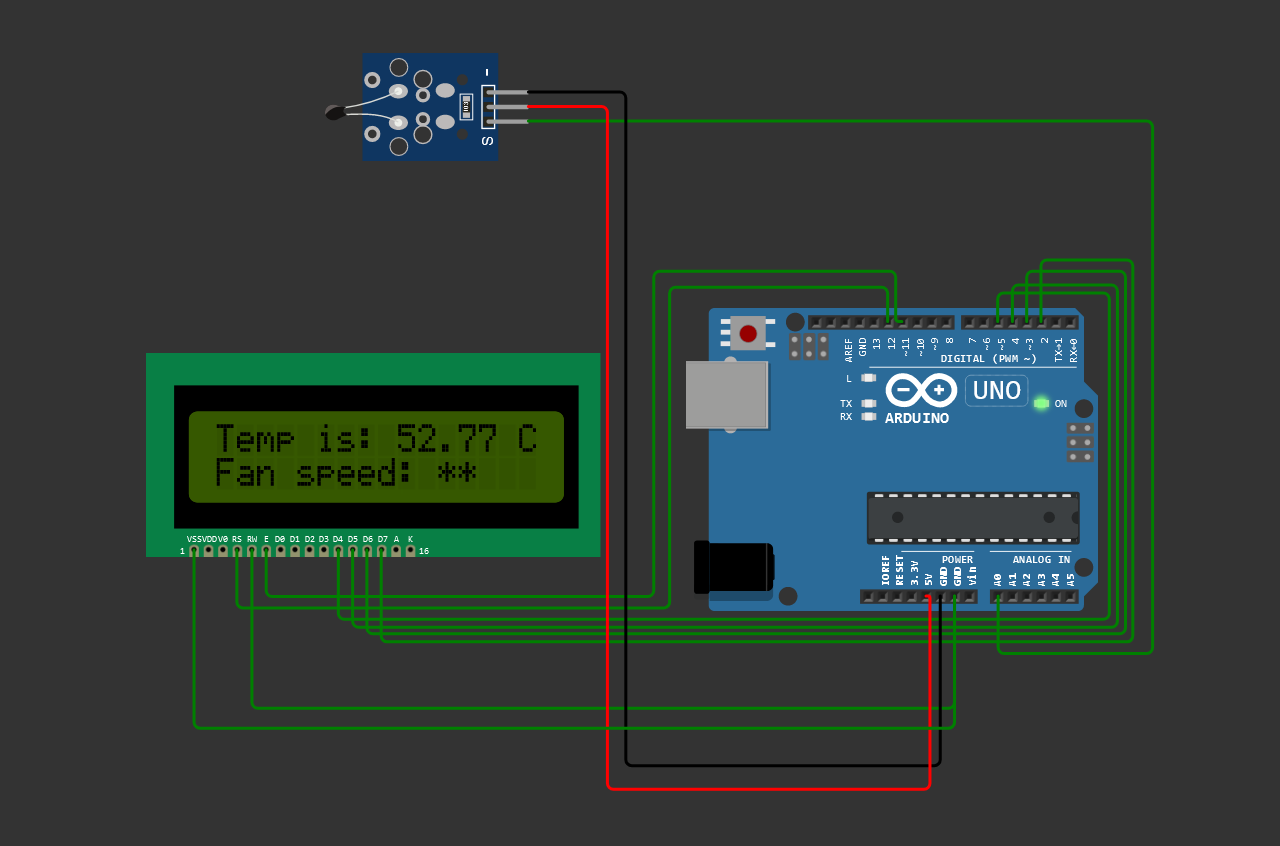 -
103
S
Temp is: 52.77 C
Fan speed: **
VSS VDD V0 RS RW E D0 D1 D2 D3 D4 D5 D6 D7 A K
1 16
AREF GND 13 12 ~11 ~10 ~9 8 7 ~6 ~5 4 ~3 2 TX→1 RX←0
DIGITAL (PWM ~)
L
TX
RX
UNO
ON
ARDUINO
POWER
ANALOG IN
IOREF RESET 3.3V 5V GND GND Vin A0 A1 A2 A3 A4 A5